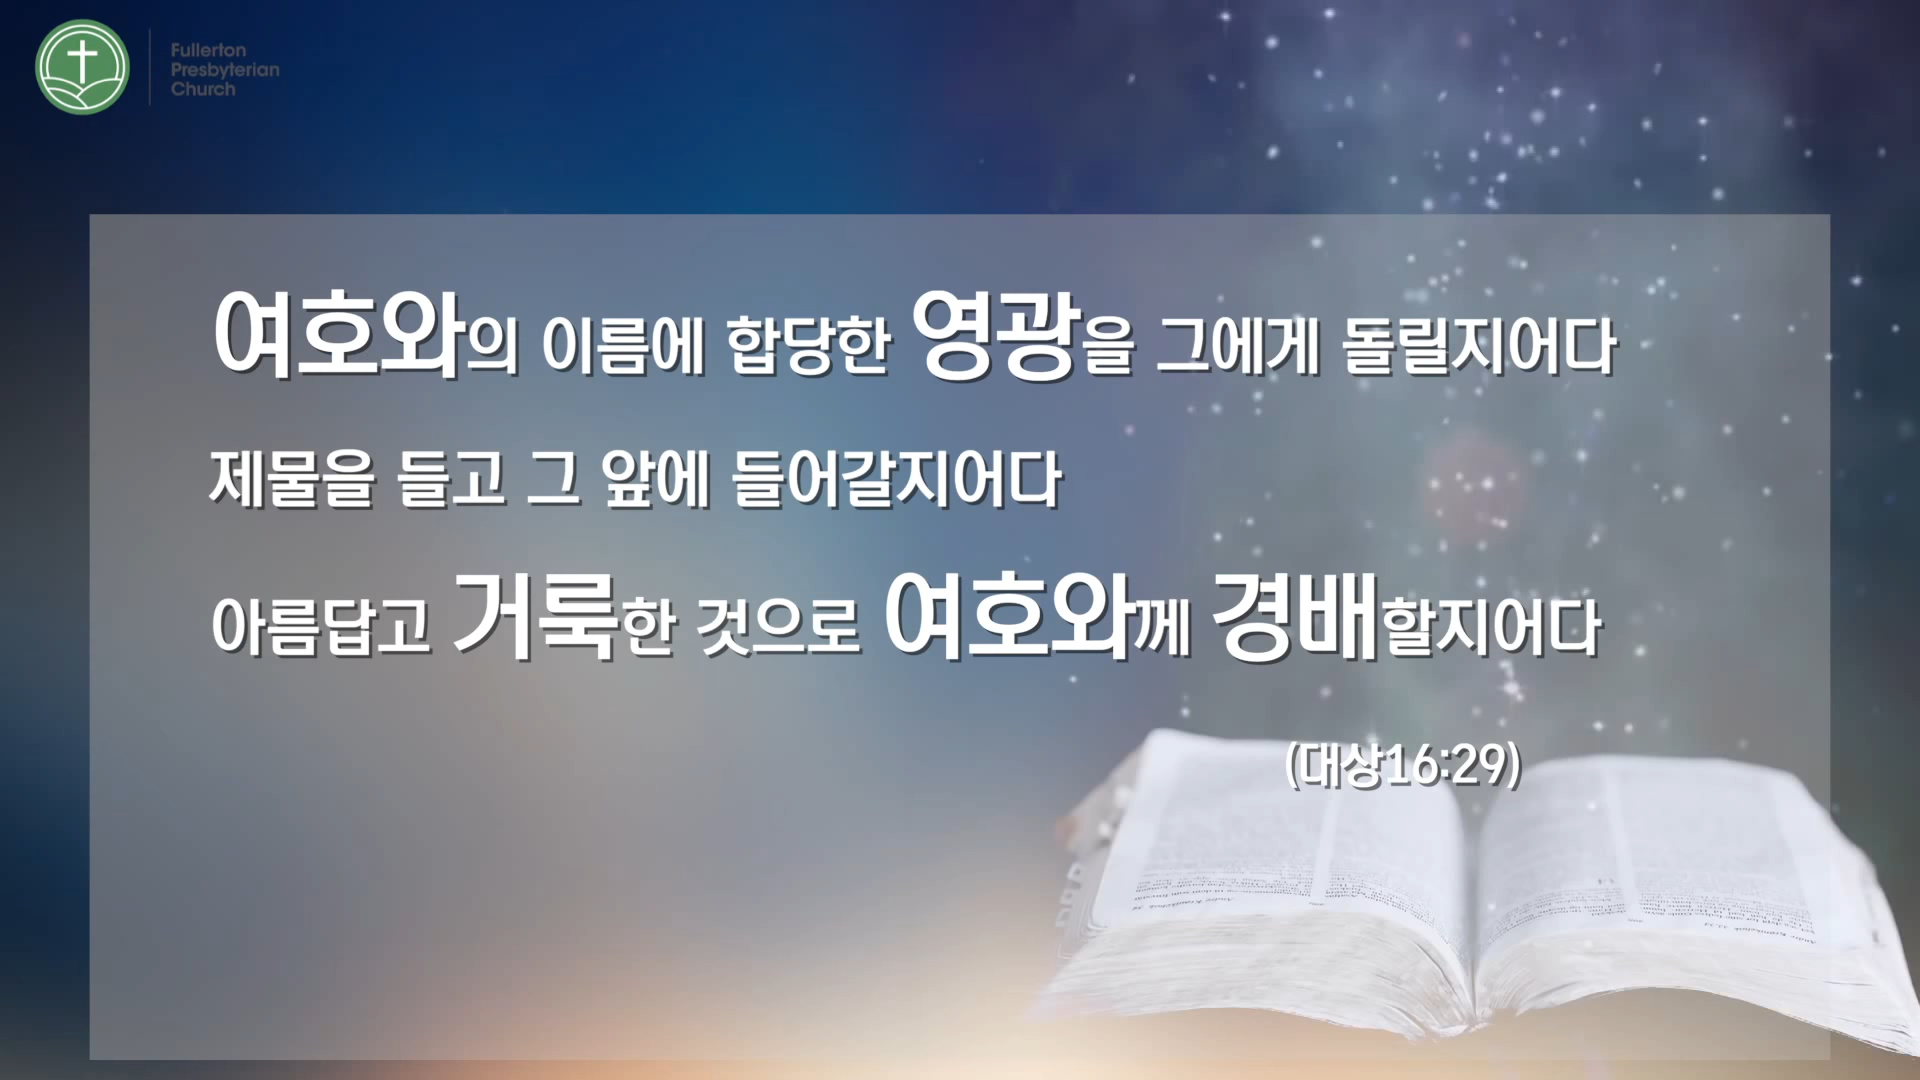 Fullerton
Presbyterian
Church
여호와의 이름에 합당한 영광을 그에게 돌릴지어다
제물을 들고 그 앞에 들어갈지어다
아름답고 거룩한 것으로 여호와께 경배할지어다
(대상16:29)